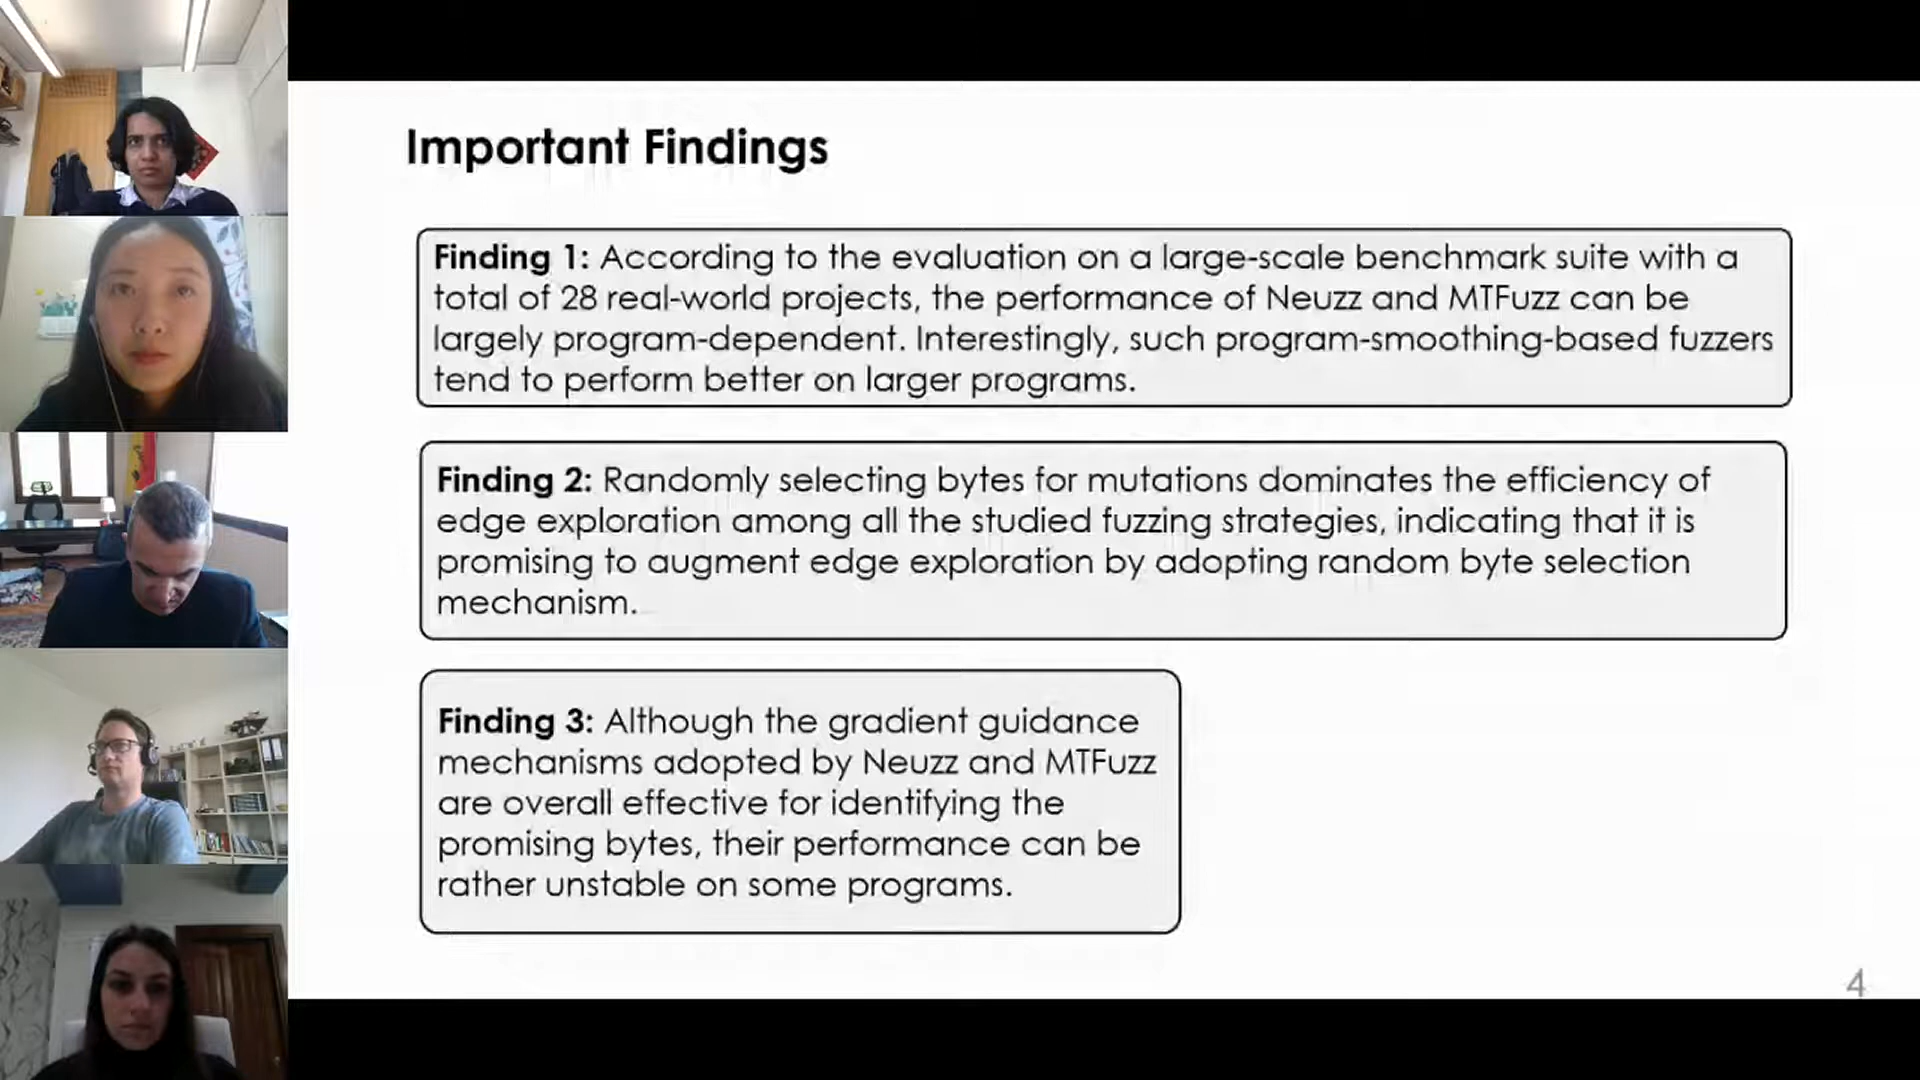 Important Findings
Finding 1: According to the evaluation on a large-scale benchmark suite with a
total of 28 real-world projects, the performance of Neuzz and MTFuzz can be
largely program-dependent. Interestingly, such program-smoothing-based fuzzers
tend to perform better on larger programs.
Finding 2: Randomly selecting bytes for mutations dominates the efficiency of
edge exploration among all the studied fuzzing strategies, indicating that it is
promising to augment edge exploration by adopting random byte selection
mechanism.
Finding 3: Although the gradient guidance
mechanisms adopted by Neuzz and MTFuzz
are overall effective for identifying the
promising bytes, their performance can be
rather unstable on some programs.
4